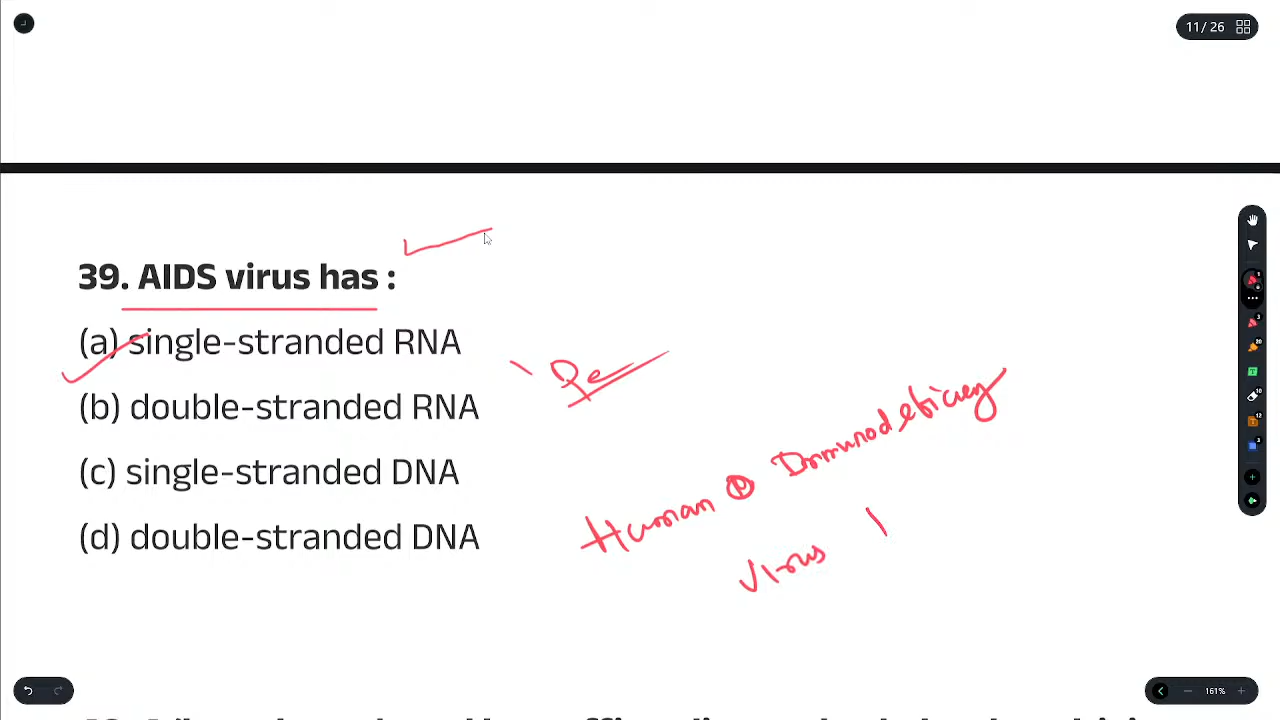 11/ 26
39. AIDS virus has :
(a) single-stranded RNA
(b) double-stranded RNA
(c) single-stranded DNA
(d) double-stranded DNA
Human Immunodeficiency
Virus
161%